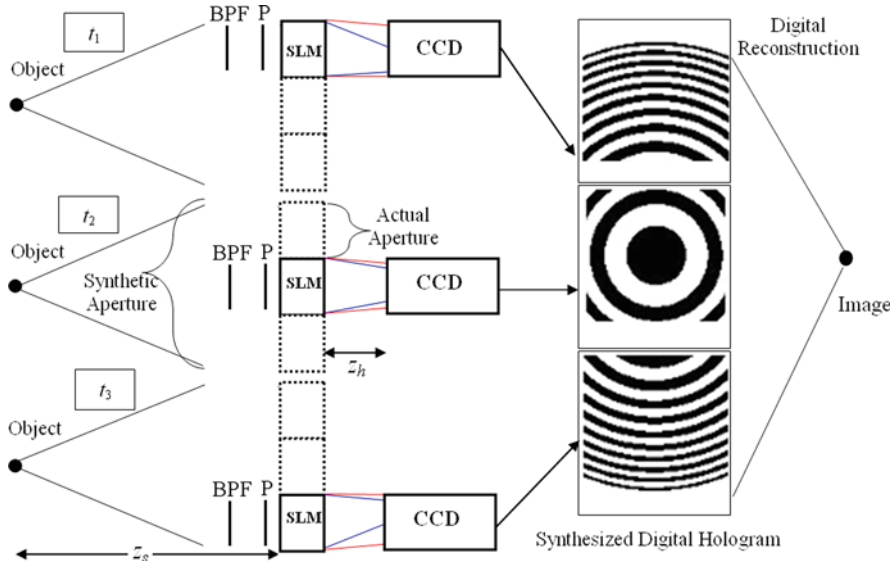 t1
Object
BPF P
SLM
CCD
Digital
Reconstruction
t2
Object
Synthetic
Aperture
BPF P
SLM
Actual
Aperture
CCD
zh
Image
t3
Object
BPF P
SLM
CCD
zs
Synthesized Digital Hologram